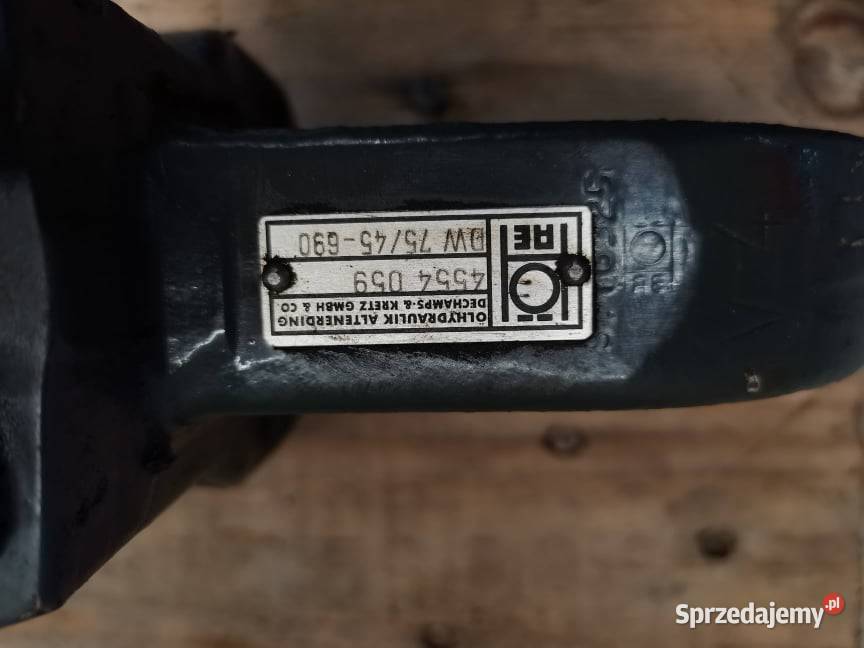 ÖLHYDRAULIK ALTENERDING
DECHAMPS & KRETZ GMBH & CO
4554 059
DW 75/45-690
Sprzedajemy.pl